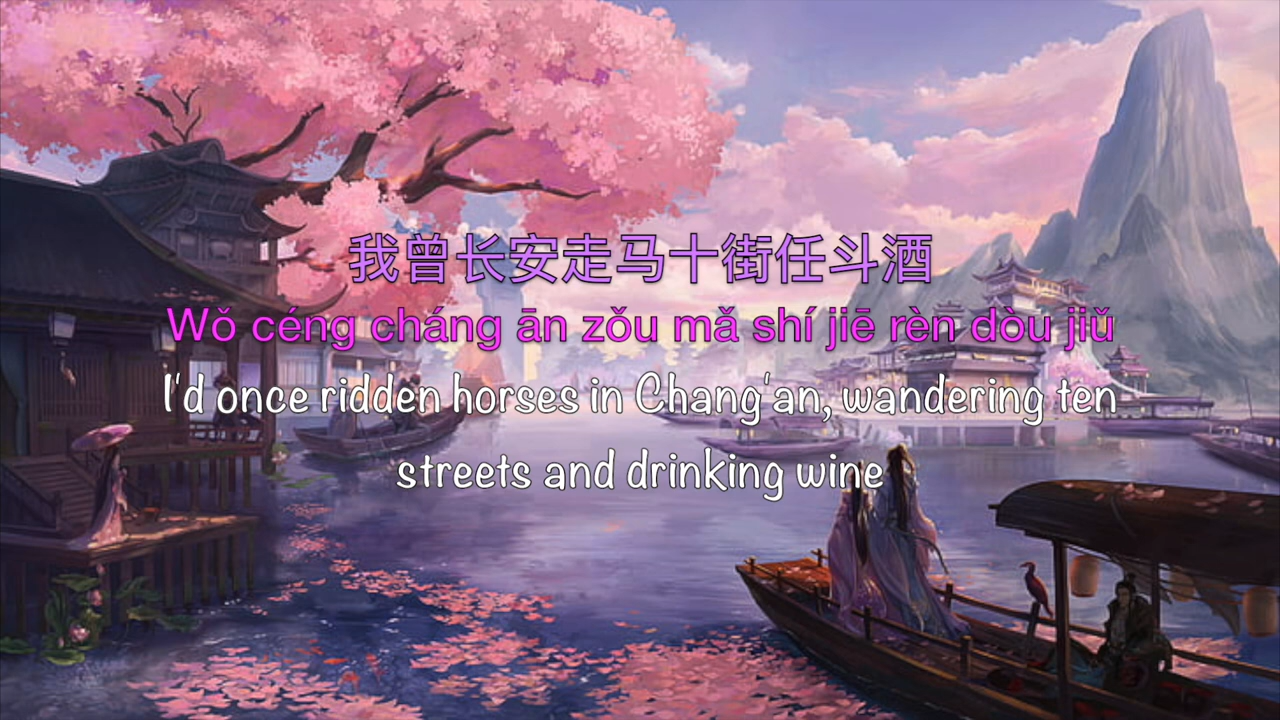 我曾长安走马十街任斗酒
Wǒ céng cháng ān zǒu mǎ shí jiē rèn dòu jiǔ
I'd once ridden horses in Chang'an, wandering ten
streets and drinking wine